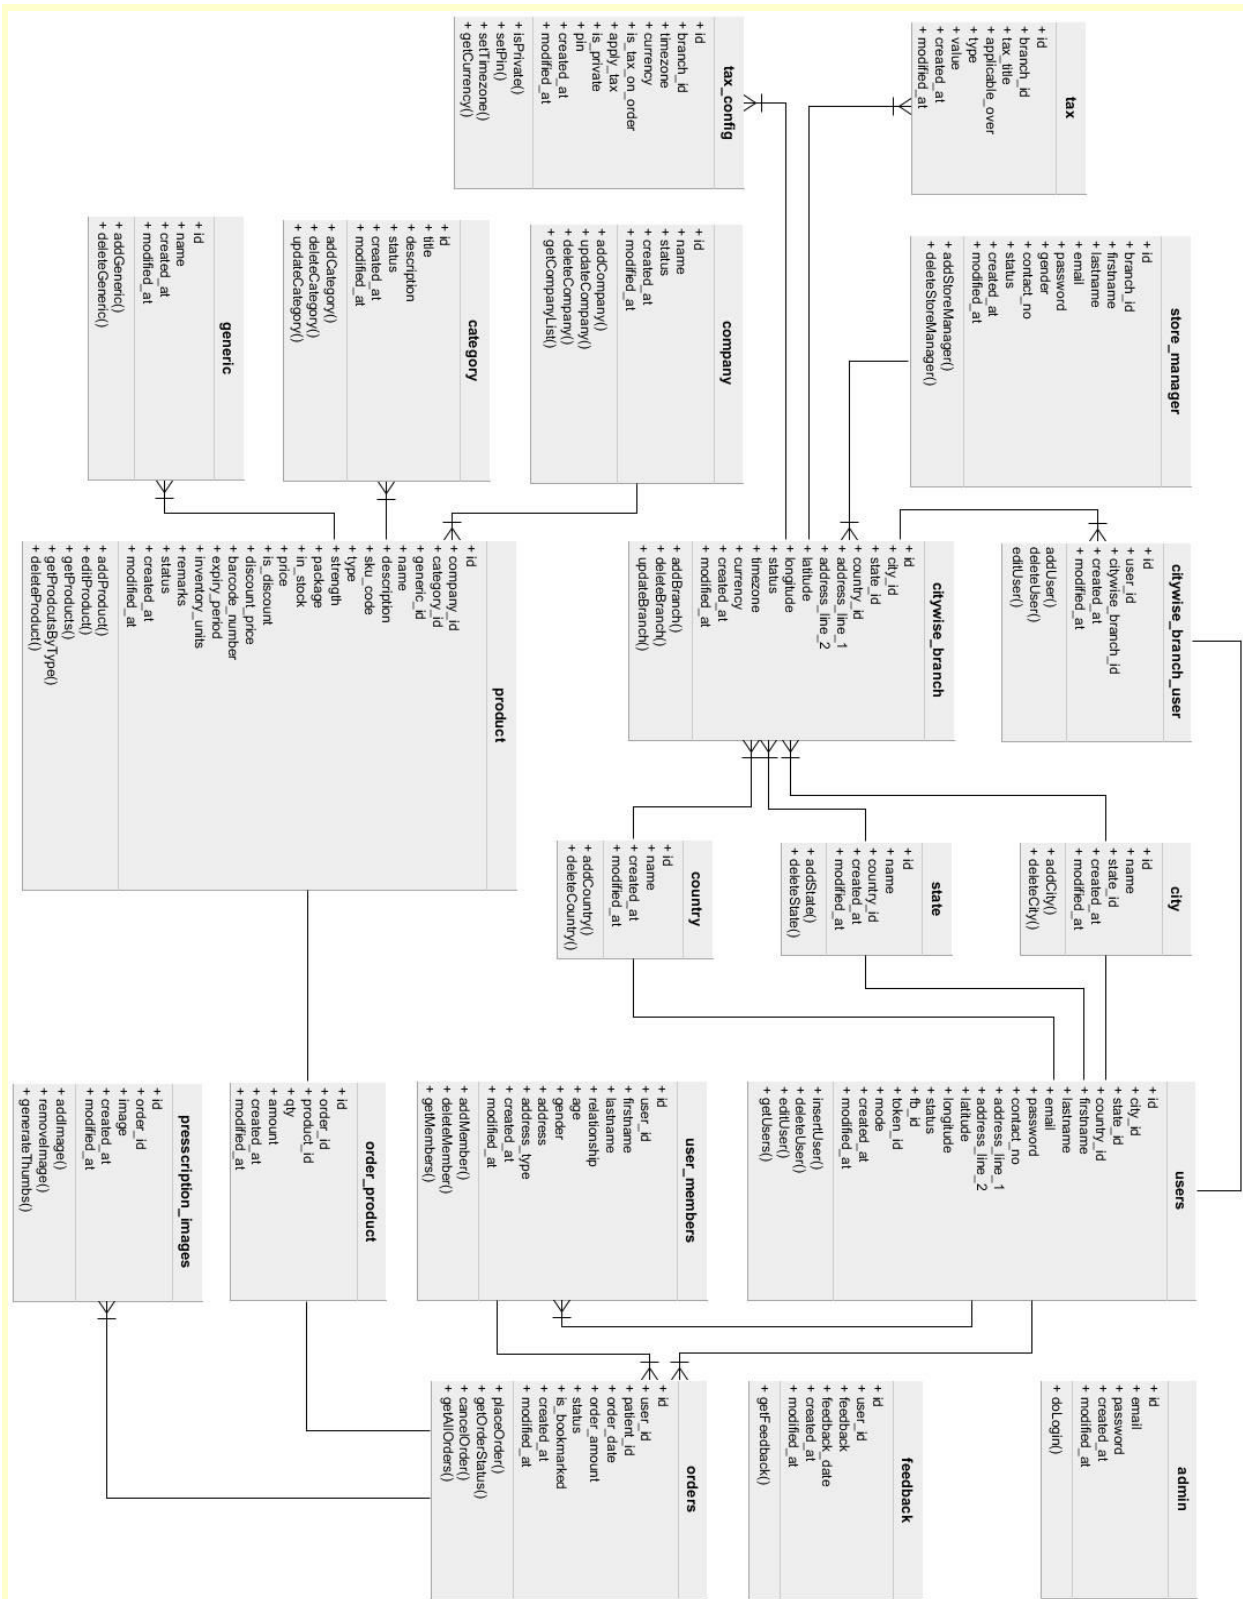 tax
+ id
+ branch_id
+ tax_title
+ applicable_over
+ type
+ value
+ created_at
+ modified_at
store_manager
+ id
+ branch_id
+ firstname
+ lastname
+ email
+ password
+ gender
+ contact_no
+ status
+ created_at
+ modified_at
+ addStoreManager()
+ deleteStoreManager()
citywise_branch_user
+ id
+ user_id
+ citywise_branch_id
+ created_at
+ modified_at
addUser()
deleteUser()
editUser()
city
+ id
+ name
+ state_id
+ created_at
+ modified_at
+ addCity()
+ deleteCity()
users
+ id
+ city_id
+ state_id
+ country_id
+ firstname
+ lastname
+ email
+ password
+ contact_no
+ address_line_1
+ address_line_2
+ latitude
+ longitude
+ status
+ fb_id
+ token_id
+ mode
+ created_at
+ modified_at
+ insertUser()
+ deleteUser()
+ editUser()
+ getUsers()
admin
+ id
+ email
+ password
+ created_at
+ modified_at
+ doLogin()
tax_config
+ id
+ branch_id
+ timezone
+ currency
+ is_tax_on_order
+ apply_tax
+ is_private
+ pin
+ created_at
+ modified_at
+ isPrivate()
+ setPin()
+ setTimezone()
+ getCurrency()
company
+ id
+ name
+ status
+ created_at
+ modified_at
+ addCompany()
+ updateCompany()
+ deleteCompany()
+ getCompanyList()
citywise_branch
+ id
+ city_id
+ state_id
+ country_id
+ address_line_1
+ address_line_2
+ latitude
+ longitude
+ status
+ timezone
+ currency
+ created_at
+ modified_at
+ addBranch()
+ deleteBranch()
+ updateBranch()
state
+ id
+ name
+ country_id
+ created_at
+ modified_at
+ addState()
+ deleteState()
country
+ id
+ name
+ created_at
+ modified_at
+ addCountry()
+ deleteCountry()
user_members
+ id
+ user_id
+ firstname
+ lastname
+ relationship
+ age
+ gender
+ address
+ address_type
+ created_at
+ modified_at
+ addMember()
+ deleteMember()
+ getMembers()
feedback
+ id
+ user_id
+ feedback
+ feedback_date
+ created_at
+ modified_at
+ getFeedback()
orders
+ id
+ user_id
+ patient_id
+ order_date
+ order_amount
+ status
+ is_bookmarked
+ created_at
+ modified_at
+ placeOrder()
+ getOrderStatus()
+ cancelOrder()
+ getAllOrders()
category
+ id
+ title
+ description
+ status
+ created_at
+ modified_at
+ addCategory()
+ deleteCategory()
+ updateCategory()
generic
+ id
+ name
+ created_at
+ modified_at
+ addGeneric()
+ deleteGeneric()
product
+ id
+ company_id
+ category_id
+ generic_id
+ name
+ description
+ sku_code
+ type
+ strength
+ package
+ in_stock
+ price
+ is_discount
+ discount_price
+ barcode_number
+ expiry_period
+ inventory_units
+ remarks
+ status
+ created_at
+ modified_at
+ addProduct()
+ editProduct()
+ getProducts()
+ getProdcutsByType()
+ deleteProduct()
order_product
+ id
+ order_id
+ product_id
+ qty
+ amount
+ created_at
+ modified_at
presscription_images
+ id
+ order_id
+ image
+ created_at
+ modified_at
+ addImage()
+ removeImage()
+ generateThumbs()